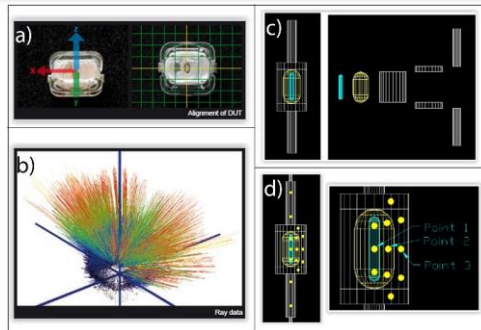 a)
X
Z
Y
Alignment of DUT
b)
Ray data
c)
d)
Point 1
Point 2
Point 3